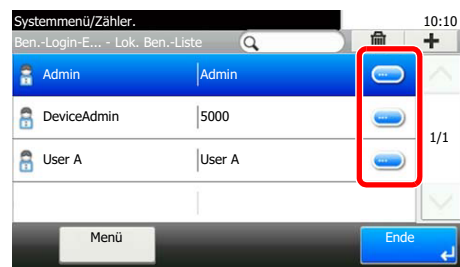 Systemmenü/Zähler. 10:10
Ben.-Login-E... - Lok. Ben.-Liste
Admin Admin
DeviceAdmin 5000
1/1
User A User A
Menü Ende